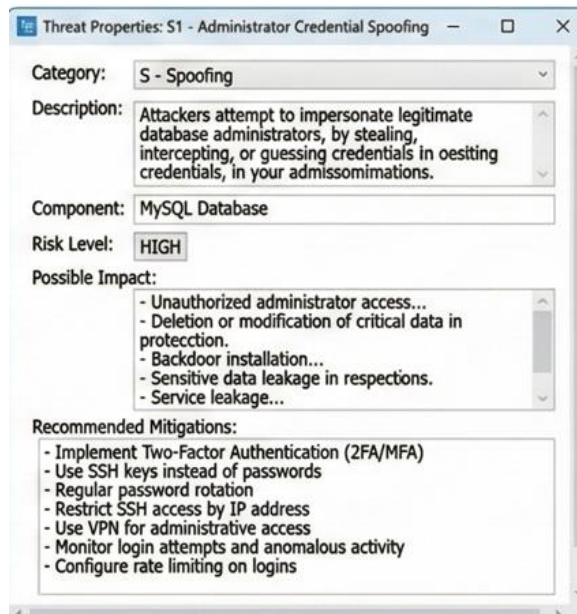 Threat Properties: S1 - Administrator Credential Spoofing
Category: S - Spoofing
Description: Attackers attempt to impersonate legitimate
database administrators, by stealing,
intercepting, or guessing credentials in oesiting
credentials, in your admissomimations.
Component: MySQL Database
Risk Level: HIGH
Possible Impact:
- Unauthorized administrator access...
- Deletion or modification of critical data in
protecction.
- Backdoor installation...
- Sensitive data leakage in respections.
- Service leakage...
Recommended Mitigations:
- Implement Two-Factor Authentication (2FA/MFA)
- Use SSH keys instead of passwords
- Regular password rotation
- Restrict SSH access by IP address
- Use VPN for administrative access
- Monitor login attempts and anomalous activity
- Configure rate limiting on logins